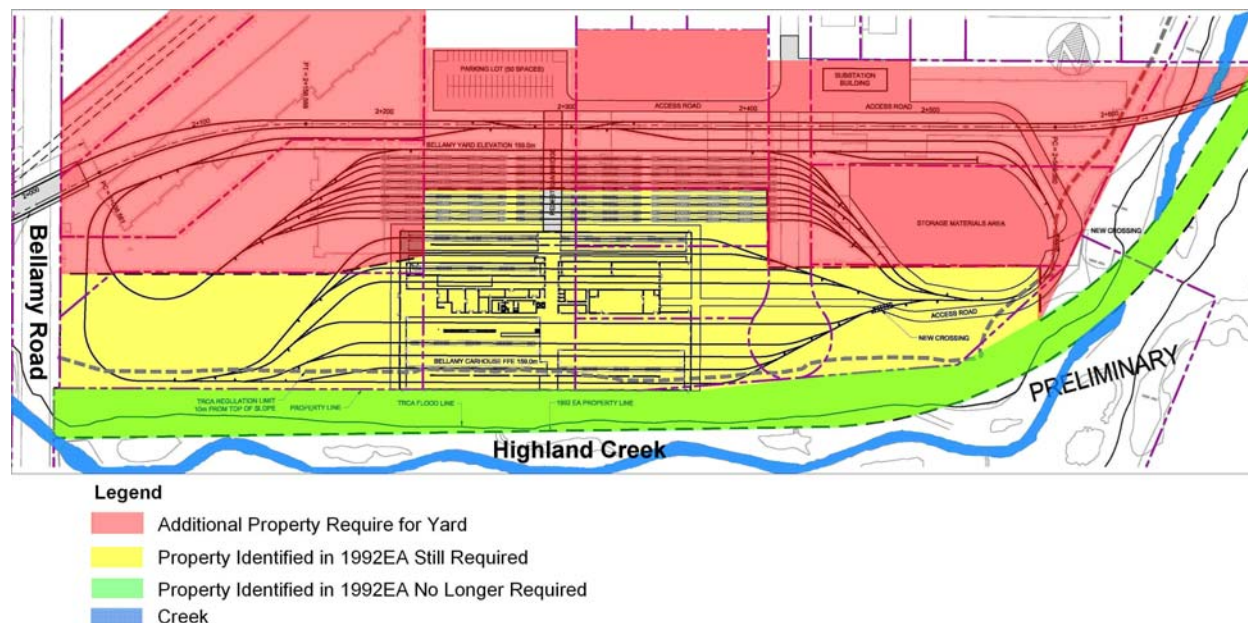 PARKING LOT (50 SPACES)
SUBSTATION
BUILDING
ACCESS ROAD
ACCESS ROAD
2+000
2+100
2+200
2+300
2+400
2+500
2+600
BELLAMY YARD ELEVATION 159.0m
STORAGE MATERIALS AREA
NEW CROSSING
ACCESS ROAD
NEW CROSSING
BELLAMY CARHOUSE FFE 159.0m
Bellamy Road
TRCA REGULATION LIMIT
10m FROM TOP OF SLOPE
PROPERTY LINE
TRCA FLOOD LINE
1992 EA PROPERTY LINE
PRELIMINARY
Highland Creek
Legend
Additional Property Require for Yard
Property Identified in 1992EA Still Required
Property Identified in 1992EA No Longer Required
Creek